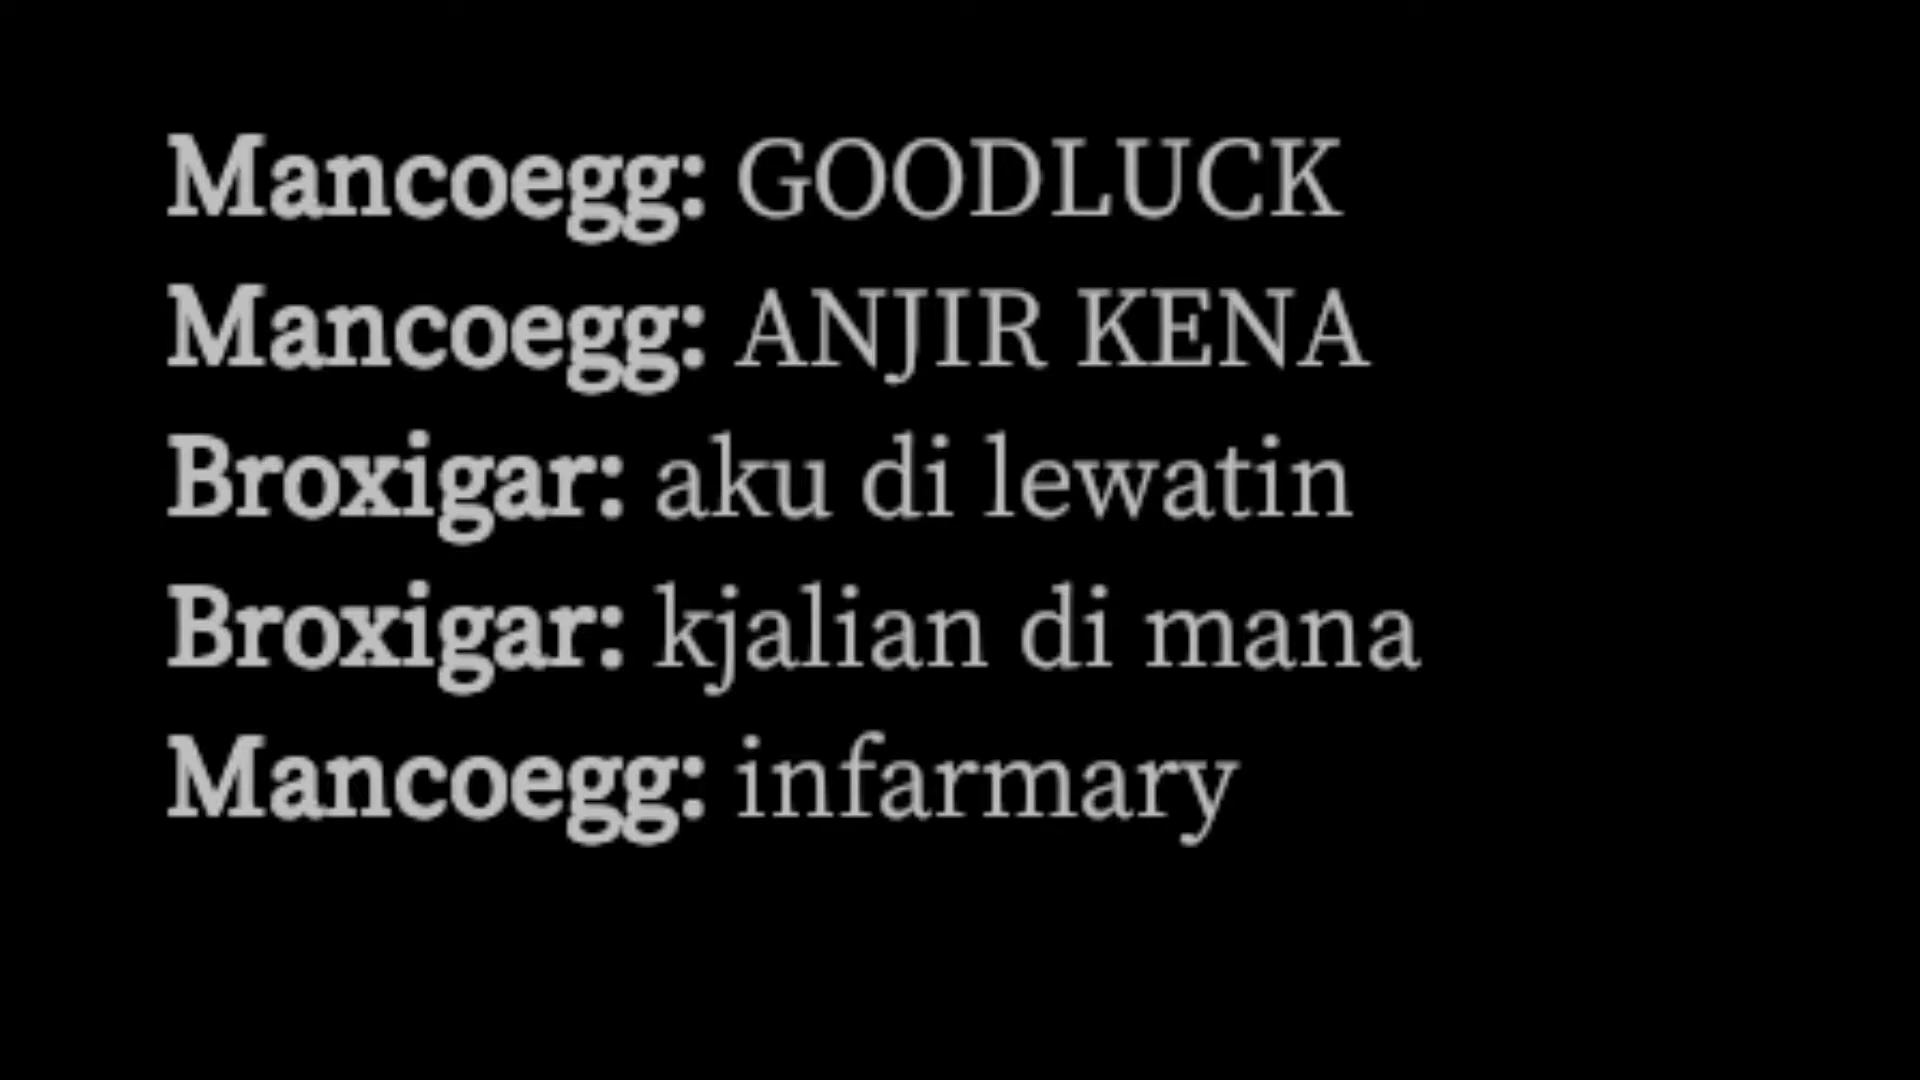 Mancoegg: GOODLUCK
Mancoegg: ANJIR KENA
Broxigar: aku di lewatin
Broxigar: kjalian di mana
Mancoegg: infarmary